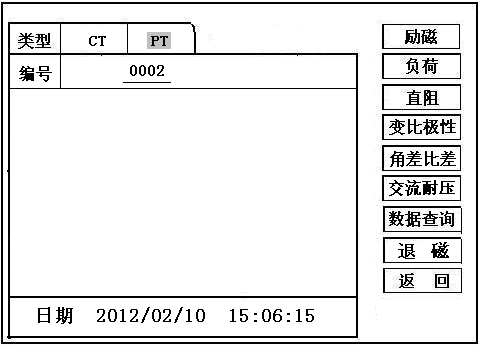 类型 CT PT
编号 0002
日期 2012/02/10 15:06:15
励磁
负荷
直阻
变比极性
角差比差
交流耐压
数据查询
退 磁
返 回